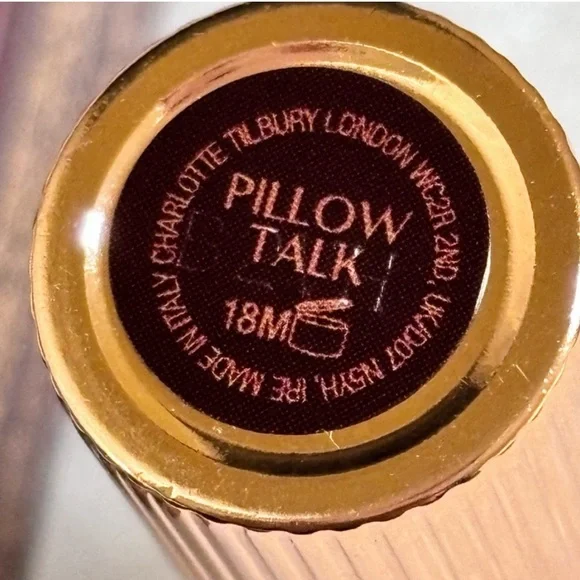 PILLOW
TALK
18M
CHARLOTTE TILBURY LONDON WC2R 2ND, UK/D07 N5YH, IRE MADE IN ITALY